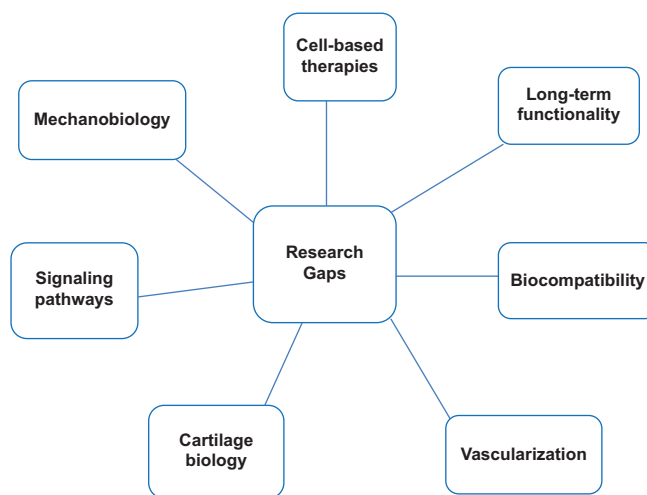 Cell-based
therapies
Long-term
functionality
Mechanobiology
Research
Gaps
Signaling
pathways
Biocompatibility
Cartilage
biology
Vascularization